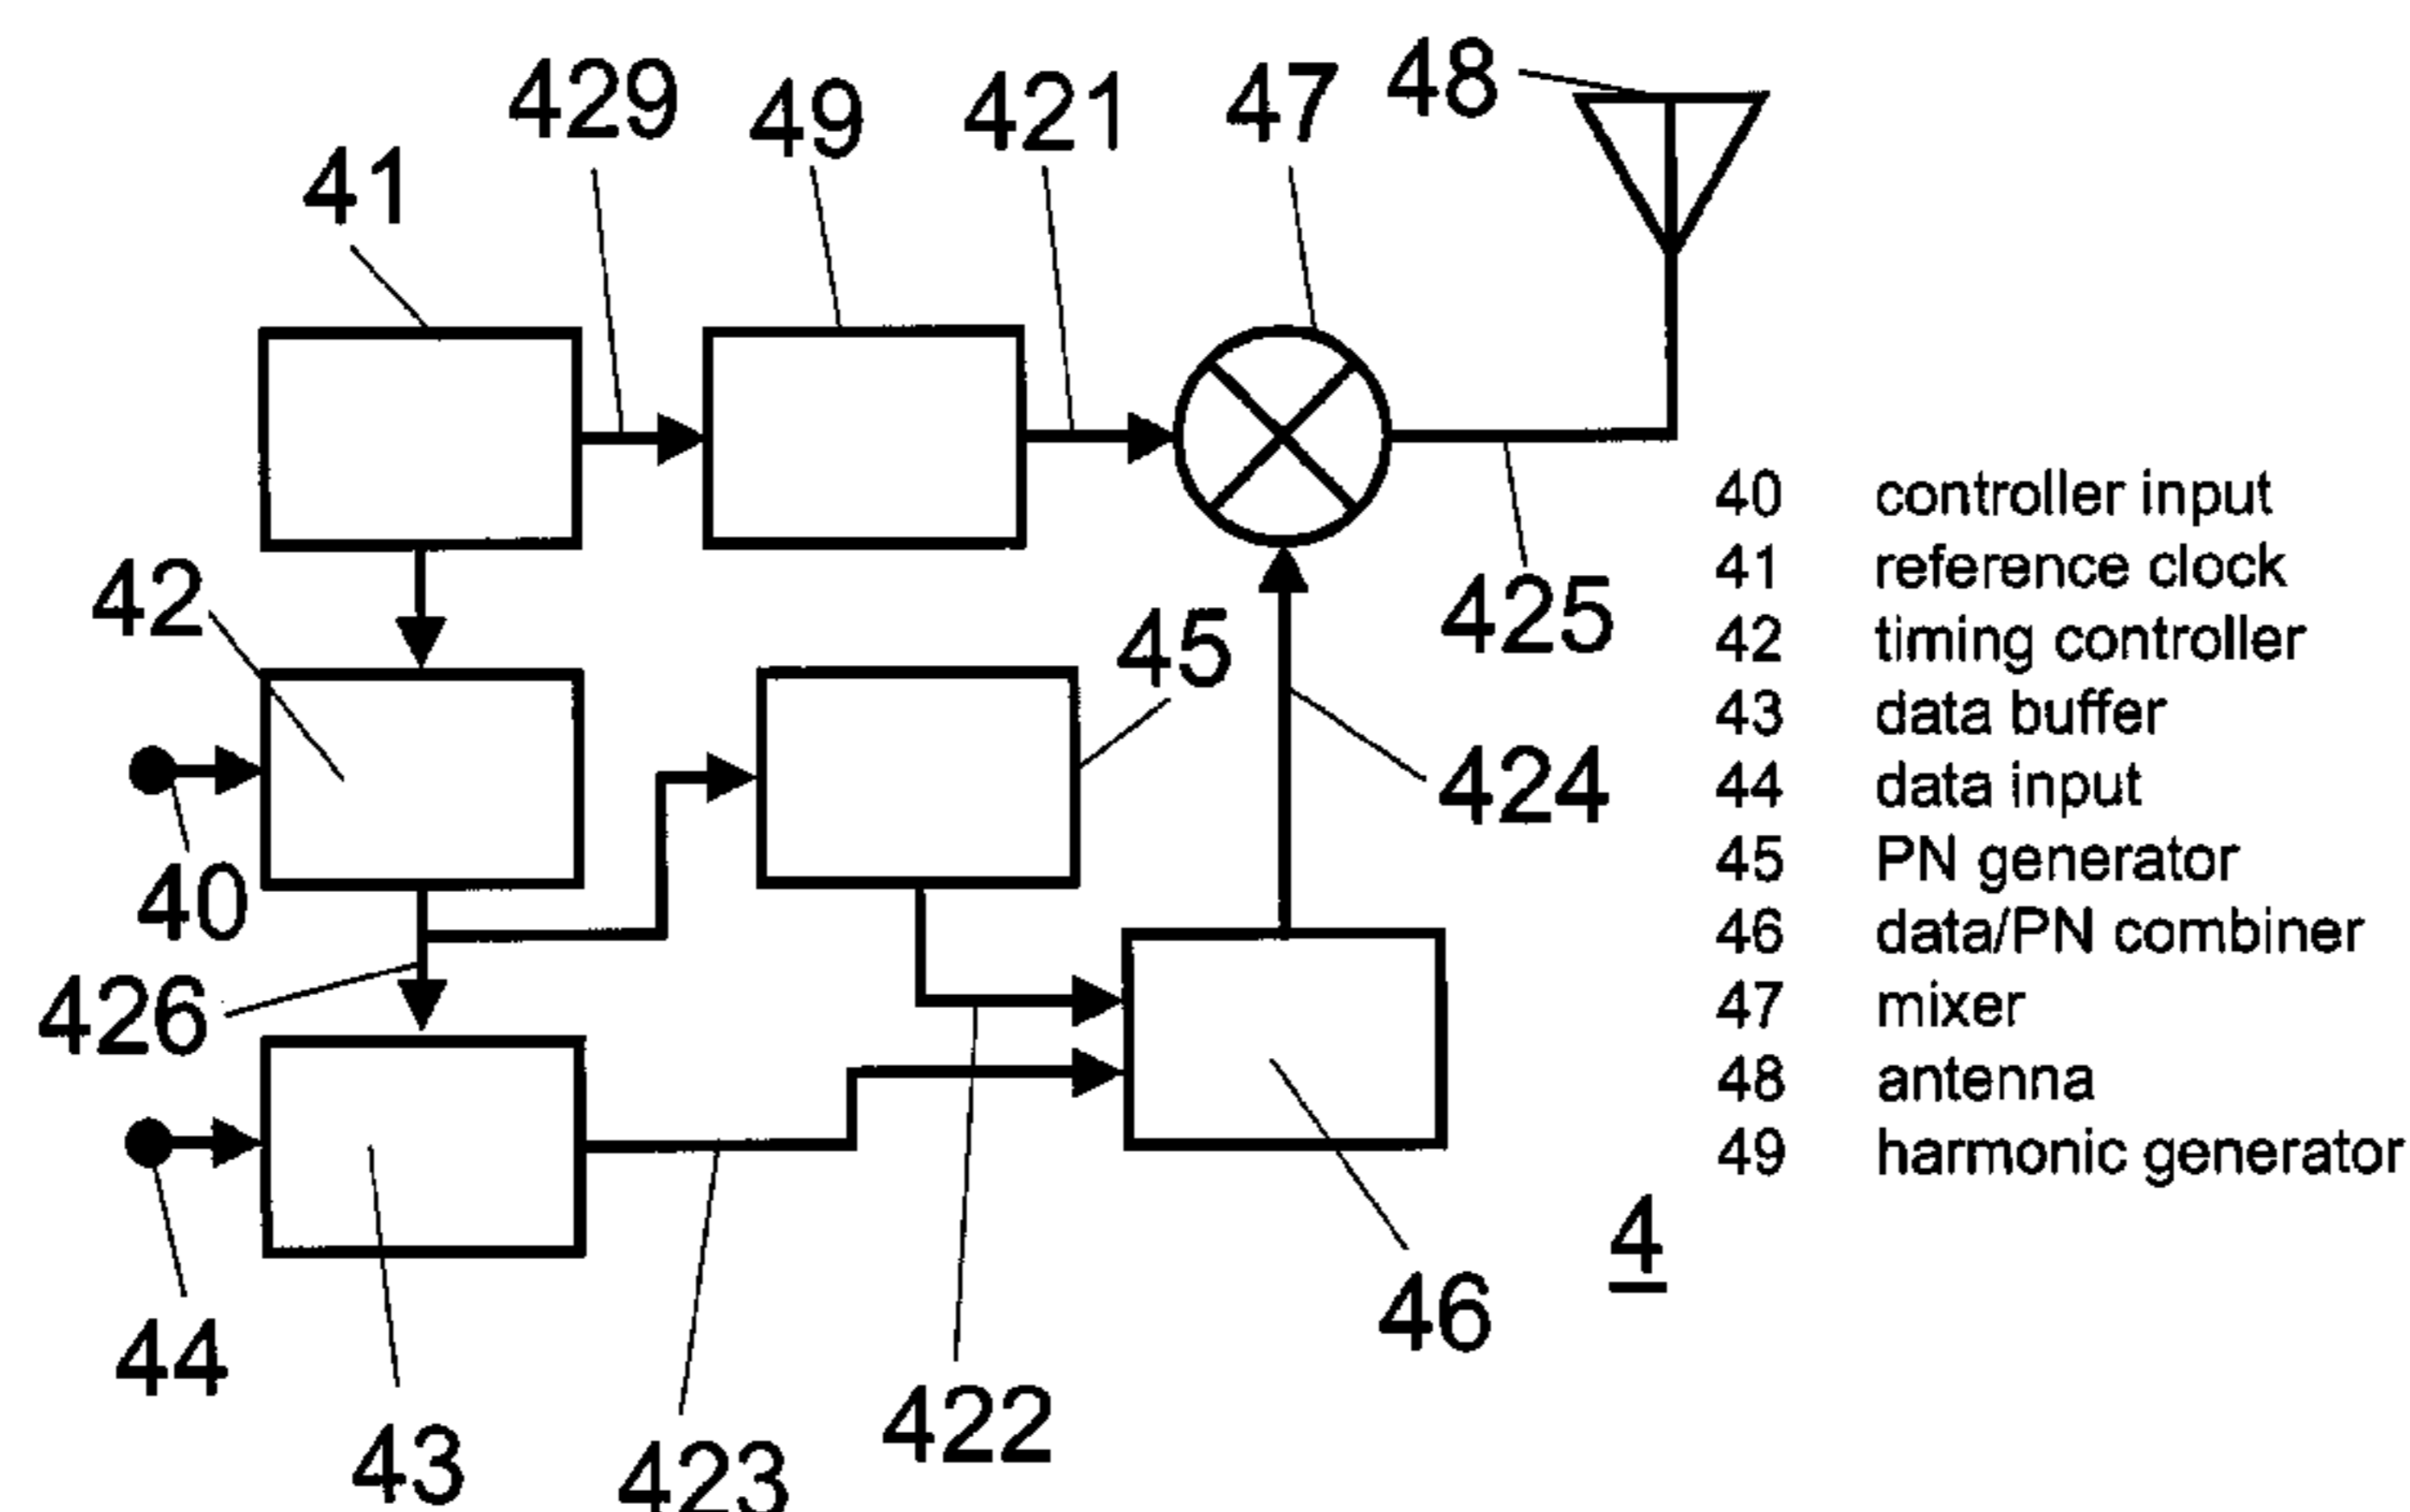 429
49
421
47
48
41
42
45
425
424
40
426
44
43
423
422
46
4
40 controller input
41 reference clock
42 timing controller
43 data buffer
44 data input
45 PN generator
46 data/PN combiner
47 mixer
48 antenna
49 harmonic generator